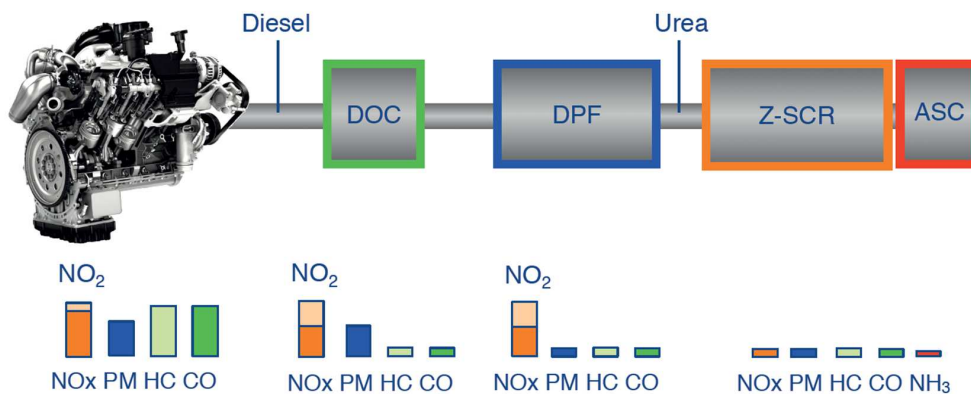 Diesel
Urea
DOC
DPF
Z-SCR
ASC
NO₂
NOx PM HC CO
NO₂
NOx PM HC CO
NO₂
NOx PM HC CO
NOx PM HC CO NH₃